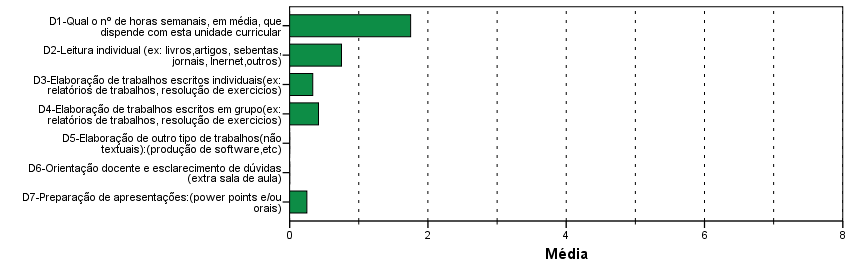 D1-Qual o nº de horas semanais, em média, que
dispende com esta unidade curricular
D2-Leitura individual (ex: livros,artigos, sebentas,
jornais, Inernet,outros)
D3-Elaboração de trabalhos escritos individuais(ex:
relatórios de trabalhos, resolução de exercicios)
D4-Elaboração de trabalhos escritos em grupo(ex:
relatórios de trabalhos, resolução de exercicios)
D5-Elaboração de outro tipo de trabalhos(não
textuais):(produção de software,etc)
D6-Orientação docente e esclarecimento de dúvidas
(extra sala de aula)
D7-Preparação de apresentações:(power points e/ou
orais)
0 2 4 6 8
Média